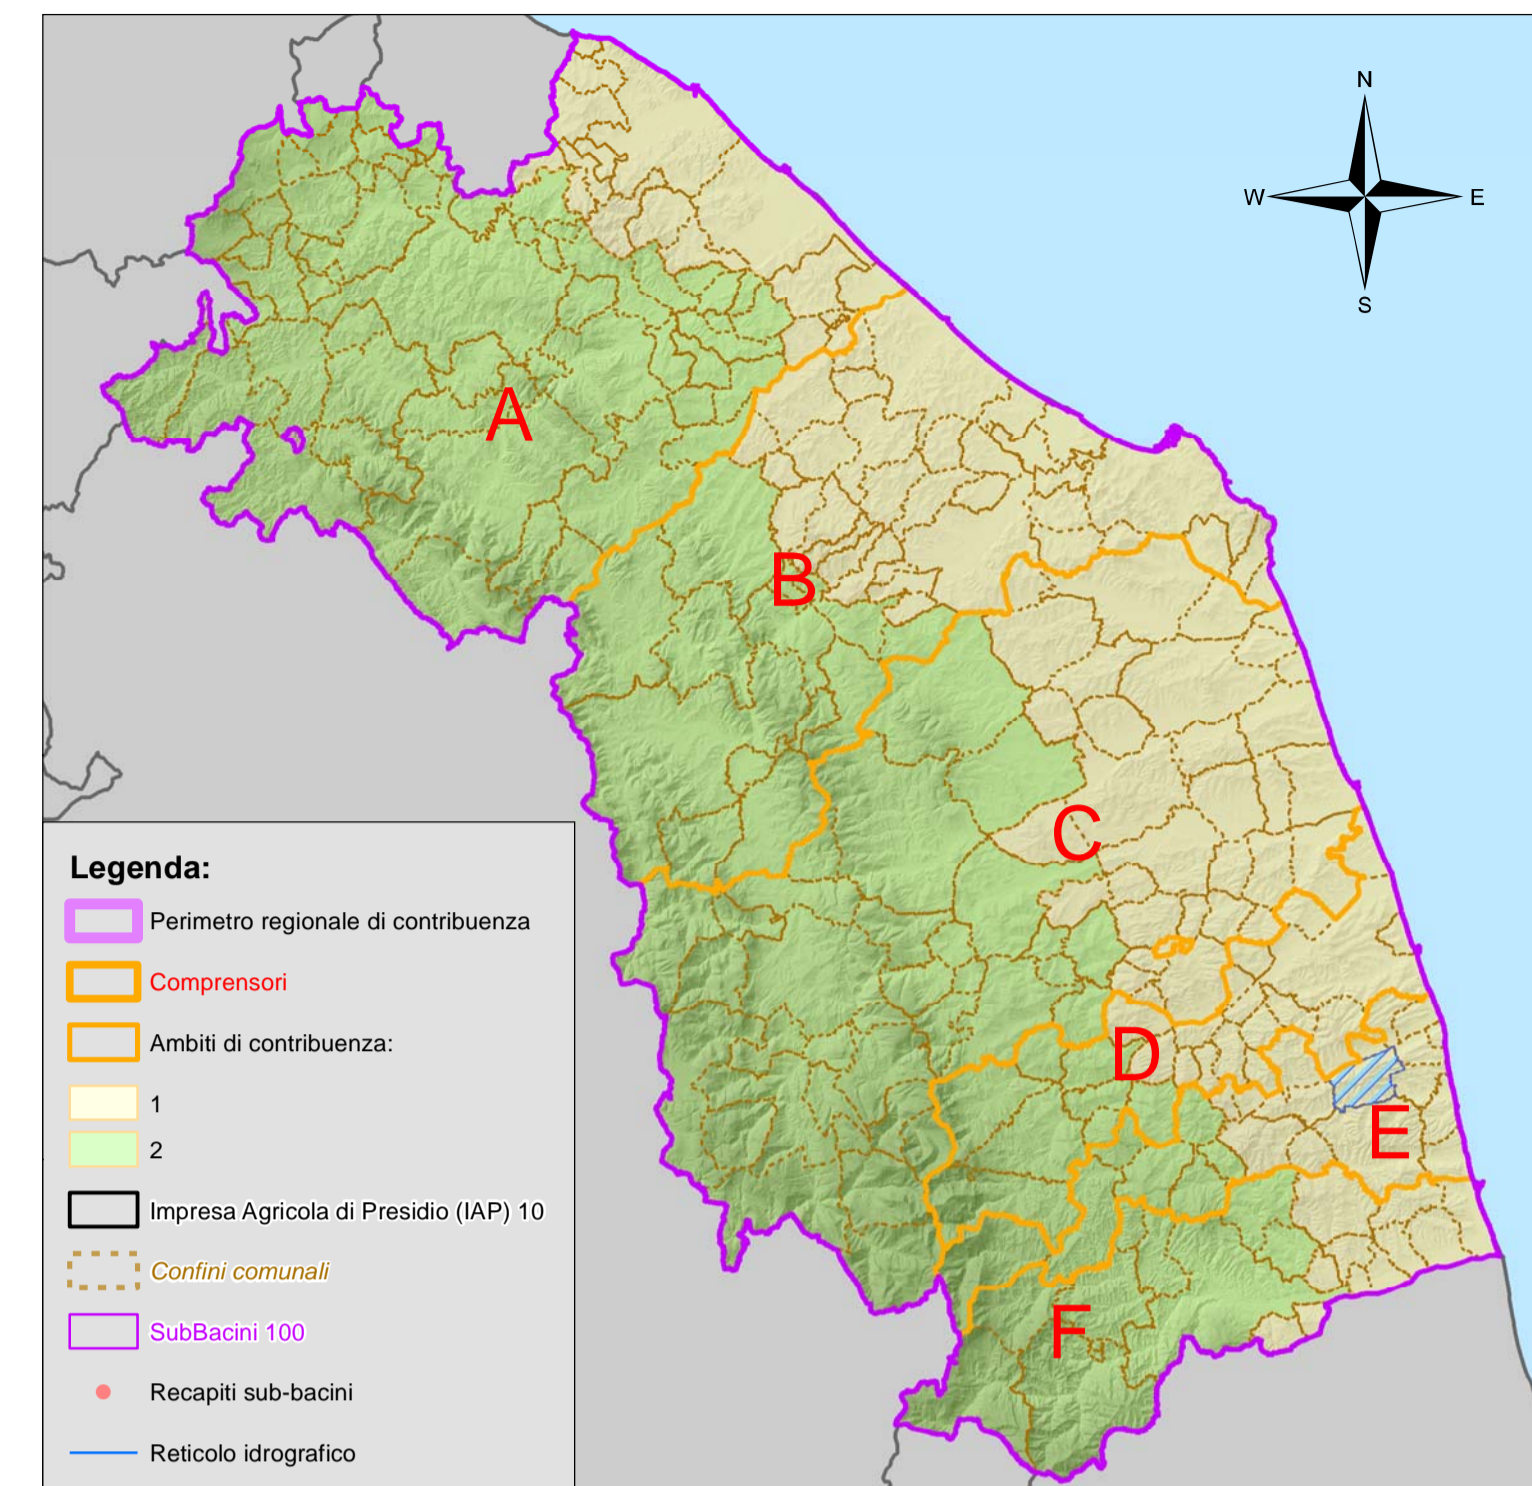 N
W E
S
A
B
C
D
E
F
Legenda:
Perimetro regionale di contribuenza
Comprensori
Ambiti di contribuenza:
1
2
Impresa Agricola di Presidio (IAP) 10
Confini comunali
SubBacini 100
Recapiti sub-bacini
Reticolo idrografico